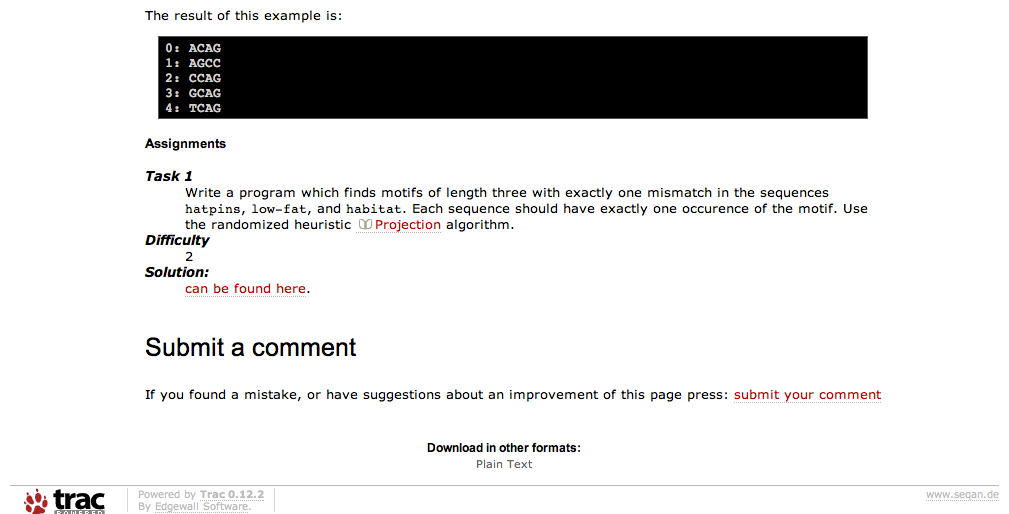 The result of this example is:
0: ACAG
1: AGCC
2: CCAG
3: GCAG
4: TCAG
Assignments
Task 1
Write a program which finds motifs of length three with exactly one mismatch in the sequences
hatpins, low-fat, and habitat. Each sequence should have exactly one occurence of the motif. Use
the randomized heuristic Projection algorithm.
Difficulty
2
Solution:
can be found here.
Submit a comment
If you found a mistake, or have suggestions about an improvement of this page press: submit your comment
Download in other formats:
Plain Text
trac
POWERED
Powered by Trac 0.12.2
By Edgewall Software.
www.seqan.de